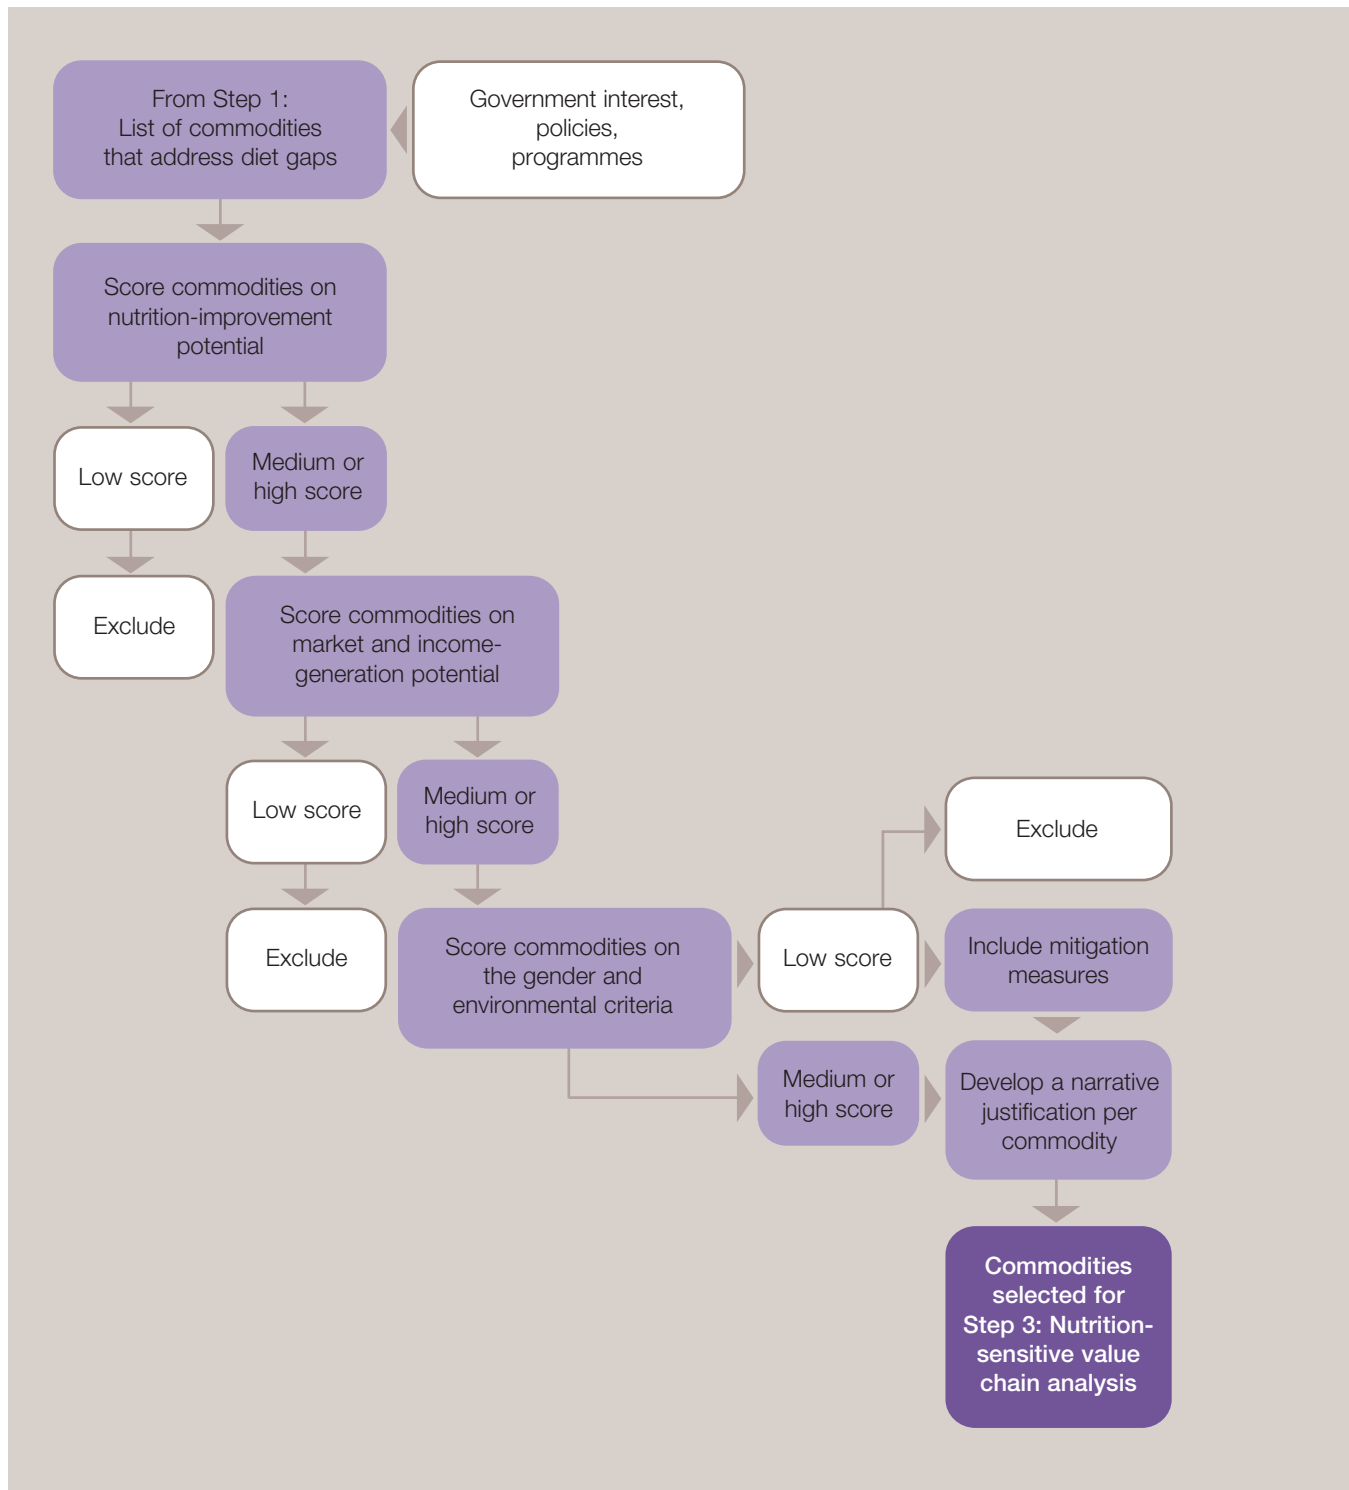 From Step 1:
List of commodities
that address diet gaps
Government interest,
policies,
programmes
Score commodities on
nutrition-improvement
potential
Low score
Medium or
high score
Exclude
Score commodities on
market and income-
generation potential
Low score
Medium or
high score
Exclude
Score commodities on
the gender and
environmental criteria
Low score
Exclude
Include mitigation
measures
Medium or
high score
Develop a narrative
justification per
commodity
Commodities
selected for
Step 3: Nutrition-
sensitive value
chain analysis